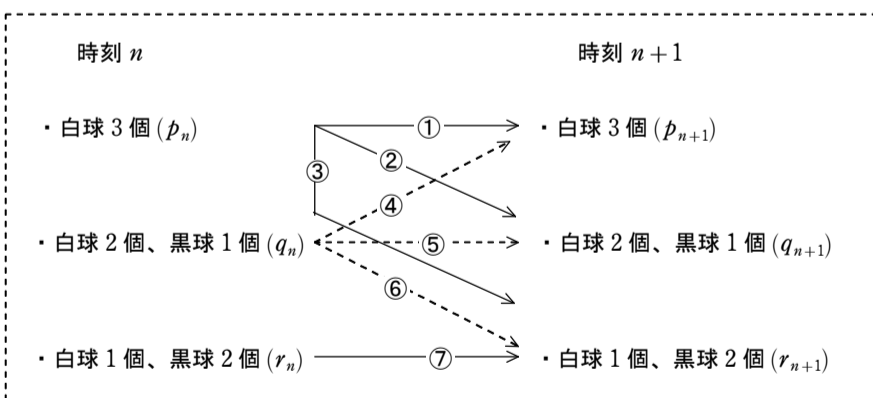 時刻 n 時刻 n + 1
・白球 3 個 (pn) ① ・白球 3 個 (pn+1)
②
③
④
・白球 2 個、黒球 1 個 (qn) ⑤ ・白球 2 個、黒球 1 個 (qn+1)
⑥
・白球 1 個、黒球 2 個 (rn) ⑦ ・白球 1 個、黒球 2 個 (rn+1)